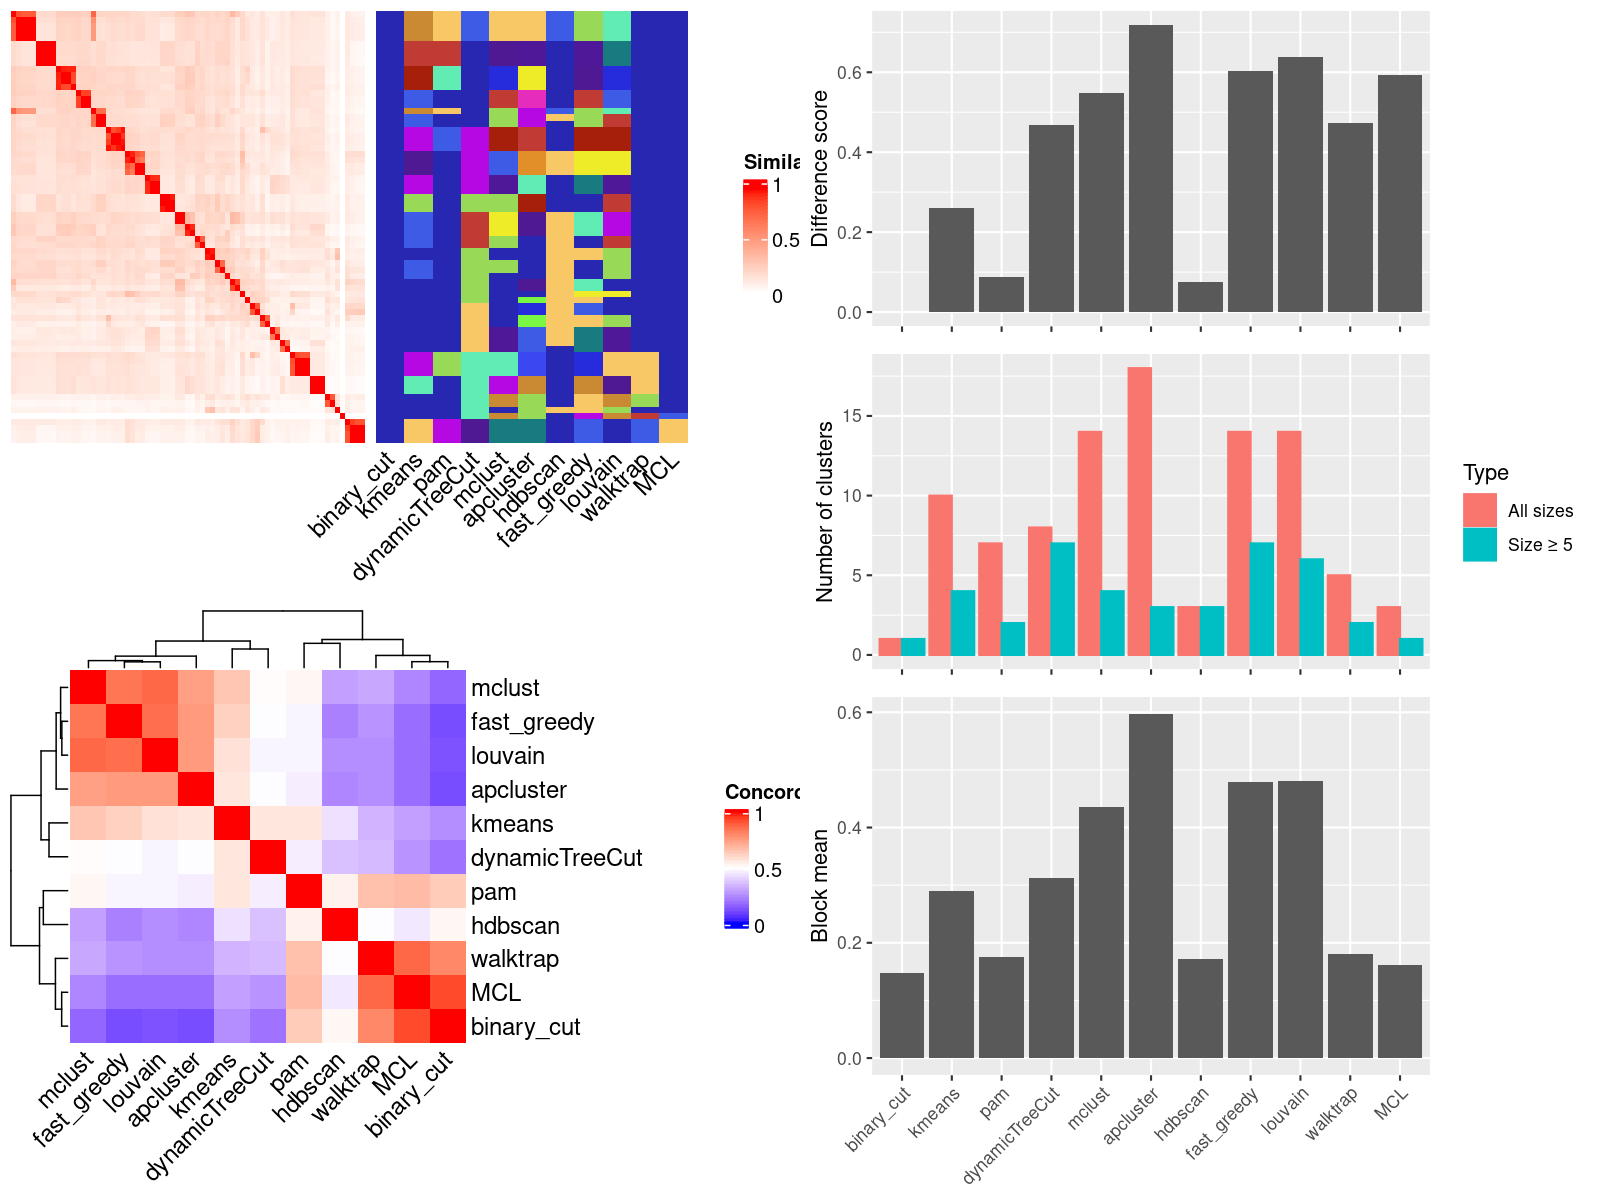 Simila
1
0.5
0
binary_cut
kmeans
pam
dynamicTreeCut
mclust
apcluster
hdbscan
fast_greedy
louvain
walktrap
MCL
mclust
fast_greedy
louvain
apcluster
kmeans
dynamicTreeCut
pam
hdbscan
walktrap
MCL
binary_cut
mclust
fast_greedy
louvain
apcluster
kmeans
dynamicTreeCut
pam
hdbscan
walktrap
MCL
binary_cut
Concord
1
0.5
0
Difference score
0.6
0.4
0.2
0.0
Number of clusters
15
10
5
0
Type
All sizes
Size ≥ 5
Block mean
0.6
0.4
0.2
0.0
binary_cut
kmeans
pam
dynamicTreeCut
mclust
apcluster
hdbscan
fast_greedy
louvain
walktrap
MCL